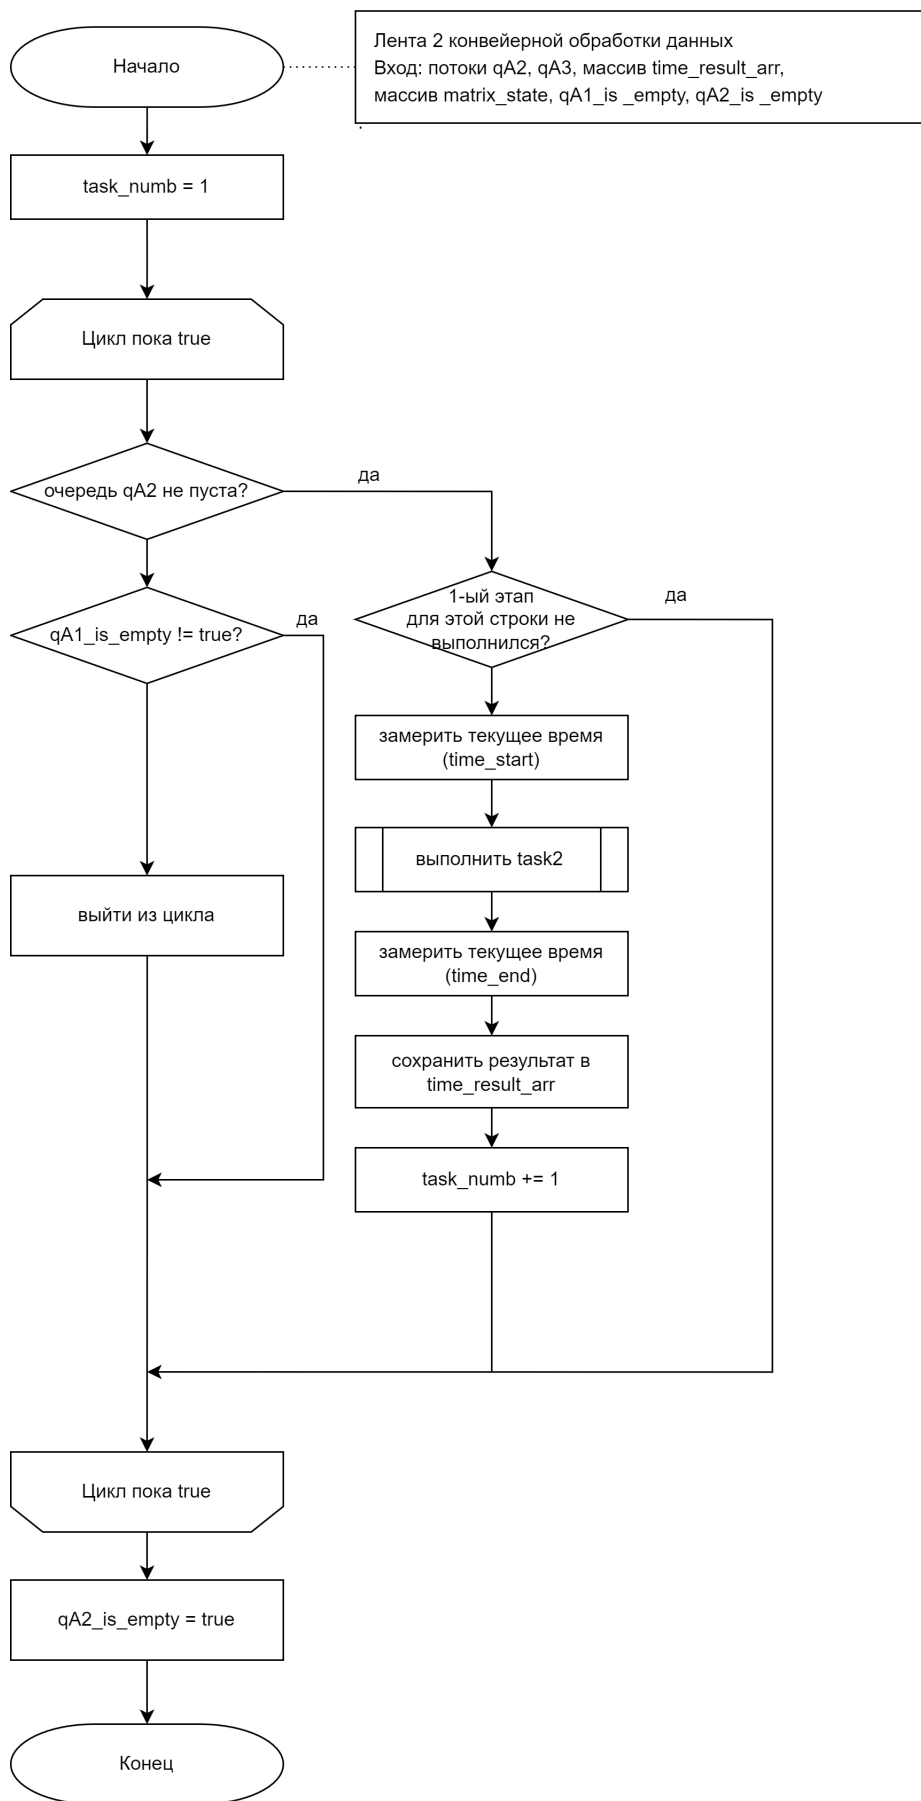 Начало
Лента 2 конвейерной обработки данных
Вход: потоки qA2, qA3, массив time_result_arr,
массив matrix_state, qA1_is _empty, qA2_is _empty
task_numb = 1
Цикл пока true
очередь qA2 не пуста?
да
qA1_is_empty != true?
да
1-ый этап
для этой строки не
выполнился?
да
замерить текущее время
(time_start)
выполнить task2
выйти из цикла
замерить текущее время
(time_end)
сохранить результат в
time_result_arr
task_numb += 1
Цикл пока true
qA2_is_empty = true
Конец